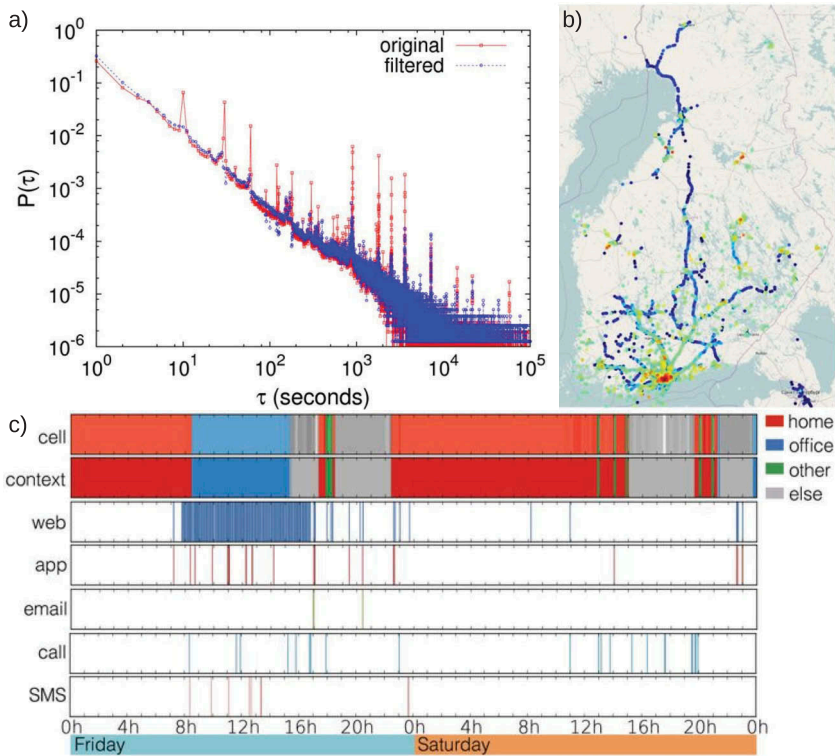 a)
10^0
10^-1
10^-2
10^-3
10^-4
10^-5
10^-6
P(τ)
original
filtered
10^0 10^1 10^2 10^3 10^4 10^5
τ (seconds)
b)
c)
cell
context
web
app
email
call
SMS
home
office
other
else
0h 4h 8h 12h 16h 20h 0h 4h 8h 12h 16h 20h 0h
Friday Saturday